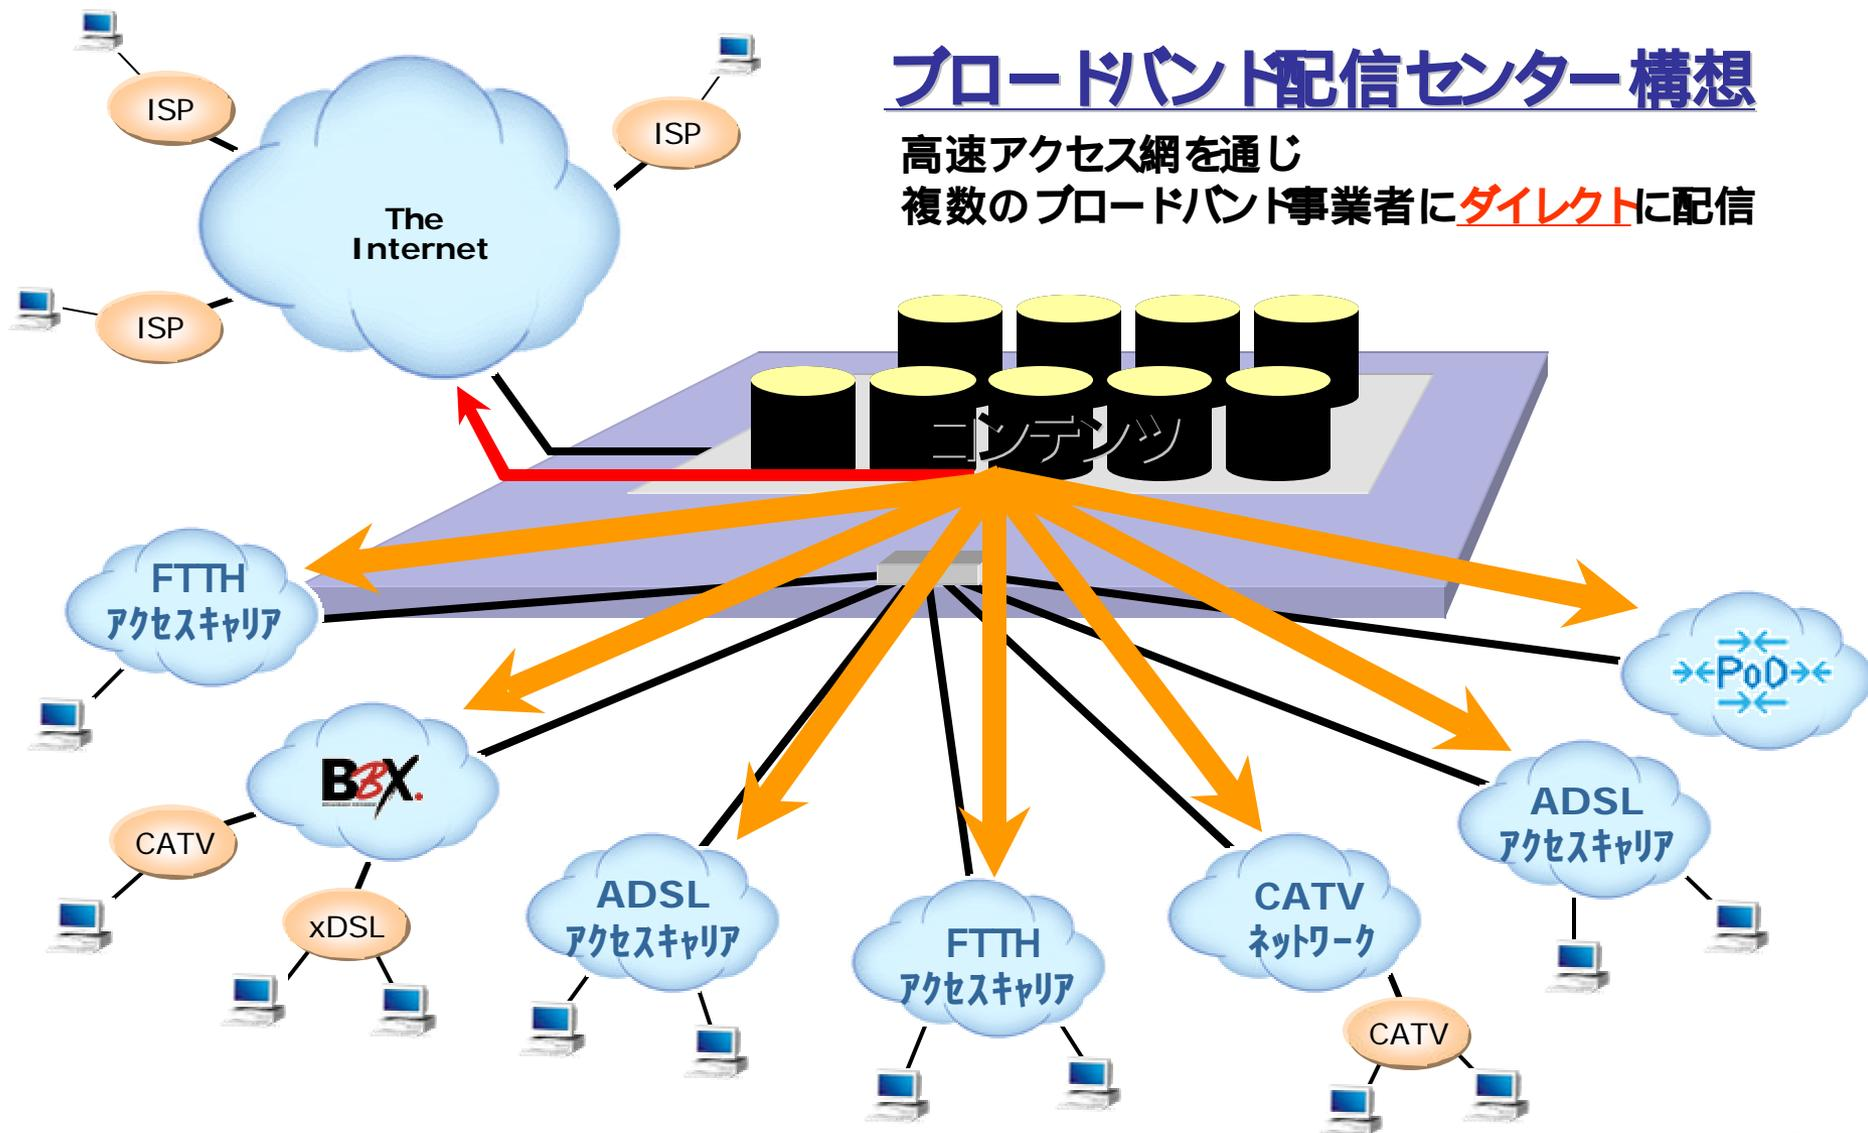 ブロードバンド配信センター構想
高速アクセス網を通じ
複数のブロードバンド事業者にダイレクトに配信
ISP
ISP
ISP
The
Internet
コンテンツ
FTTH
アクセスキャリア
BBX.
CATV
xDSL
ADSL
アクセスキャリア
FTTH
アクセスキャリア
CATV
ネットワーク
CATV
ADSL
アクセスキャリア
PoD